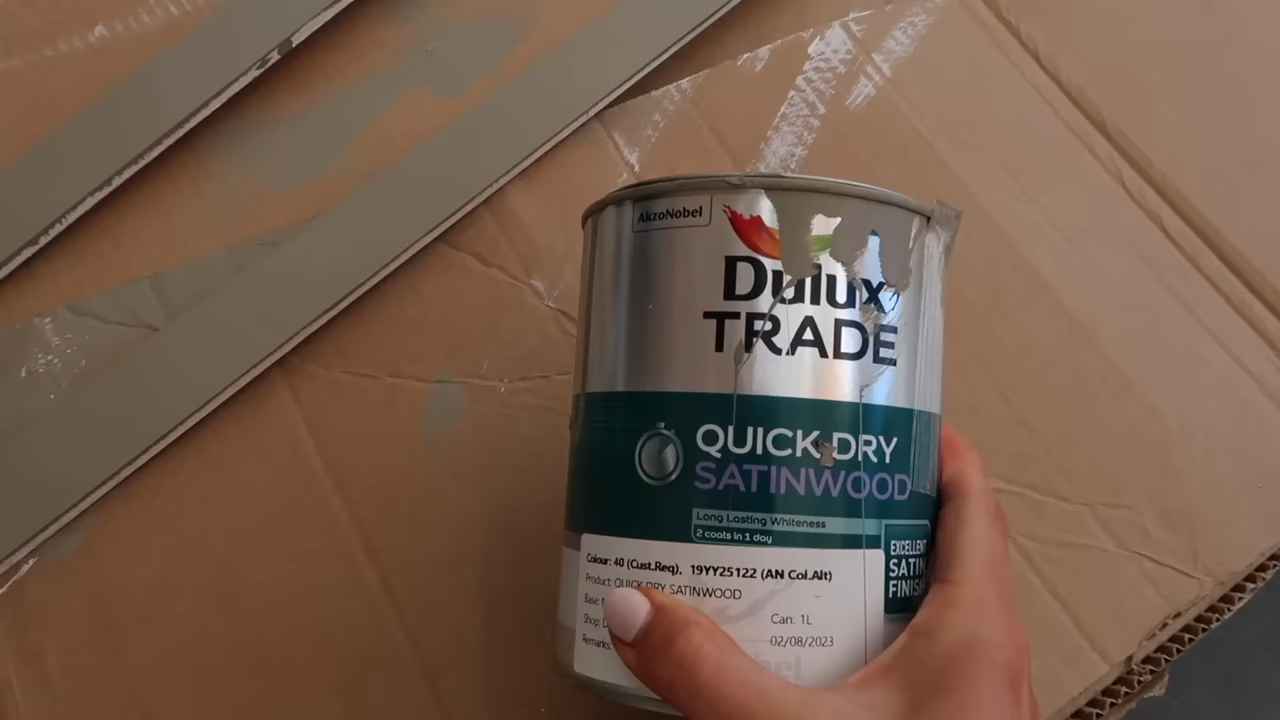 AkzoNobel
Dulux
TRADE
QUICK DRY
SATINWOOD
Long Lasting Whiteness
2 coats in 1 day
EXCELLENT
SATIN
FINISH
Colour: 40 (Cust.Req), 19YY25122 (AN Col.Alt)
Product: QUICK DRY SATINWOOD
Base:
Shop:
Can: 1L
Remarks
02/08/2023